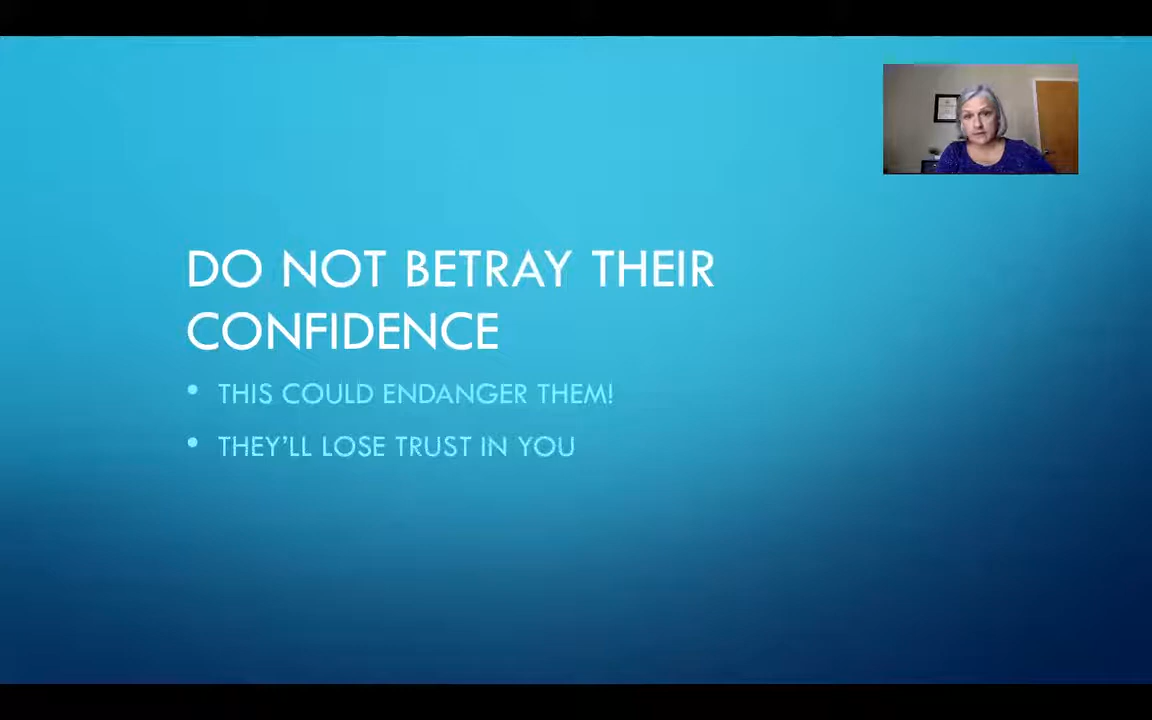 DO NOT BETRAY THEIR
CONFIDENCE
• THIS COULD ENDANGER THEM!
• THEY'LL LOSE TRUST IN YOU